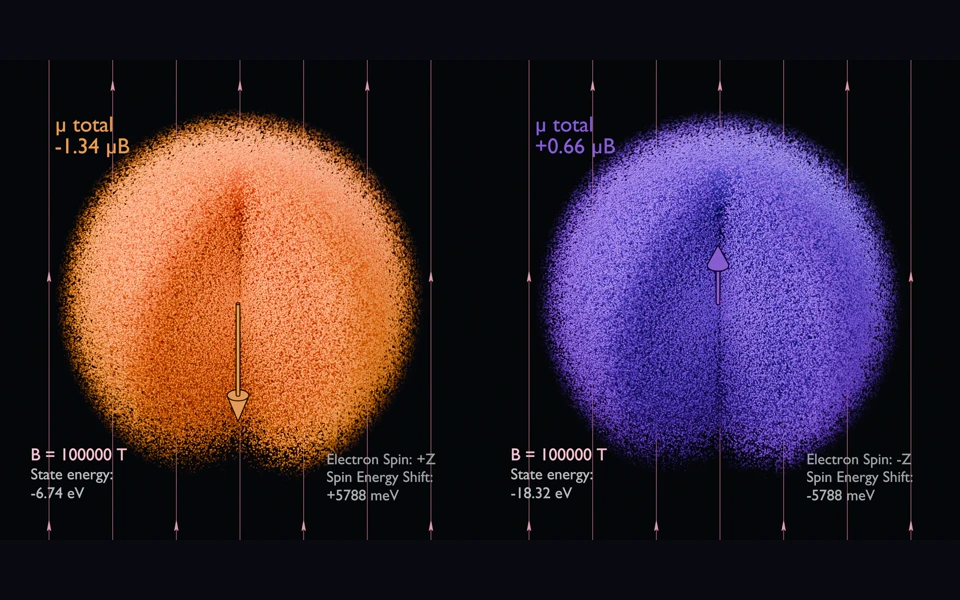 μ total
-1.34 μB
B = 100000 T
State energy:
-6.74 eV
Electron Spin: +Z
Spin Energy Shift:
+5788 meV
μ total
+0.66 μB
B = 100000 T
State energy:
-18.32 eV
Electron Spin: -Z
Spin Energy Shift:
-5788 meV